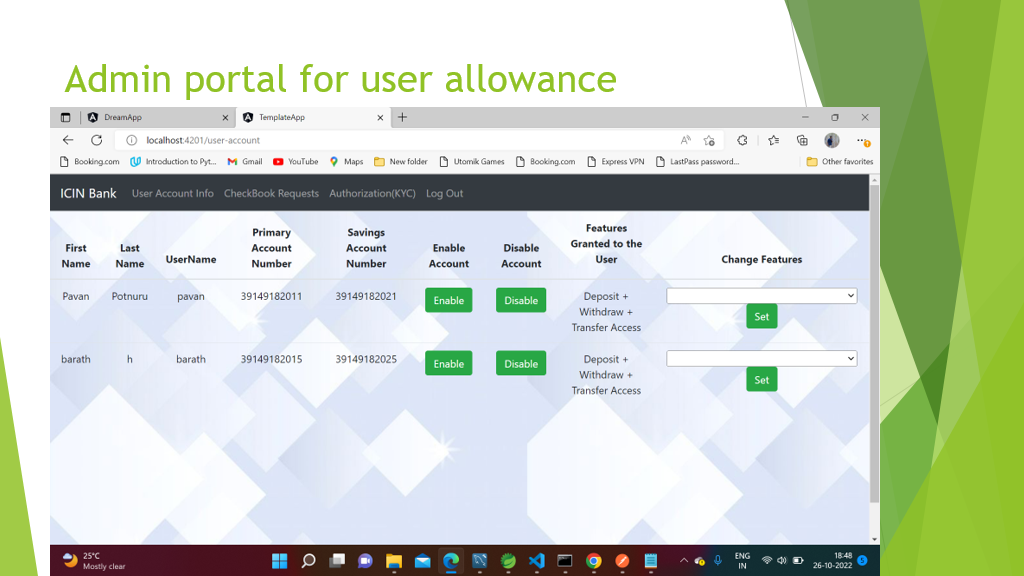 Admin portal for user allowance
DreamApp
TemplateApp
localhost:4201/user-account
Booking.com Introduction to Pyt... Gmail YouTube Maps New folder Utomik Games Booking.com Express VPN LastPass password... Other favorites
ICIN Bank User Account Info CheckBook Requests Authorization(KYC) Log Out
First Name Last Name UserName Primary Account Number Savings Account Number Enable Account Disable Account Features Granted to the User Change Features
Pavan Potnuru pavan 39149182011 39149182021 Enable Disable Deposit + Withdraw + Transfer Access Set
barath h barath 39149182015 39149182025 Enable Disable Deposit + Withdraw + Transfer Access Set
25°C
Mostly clear
ENG
IN
18:48
26-10-2022
5